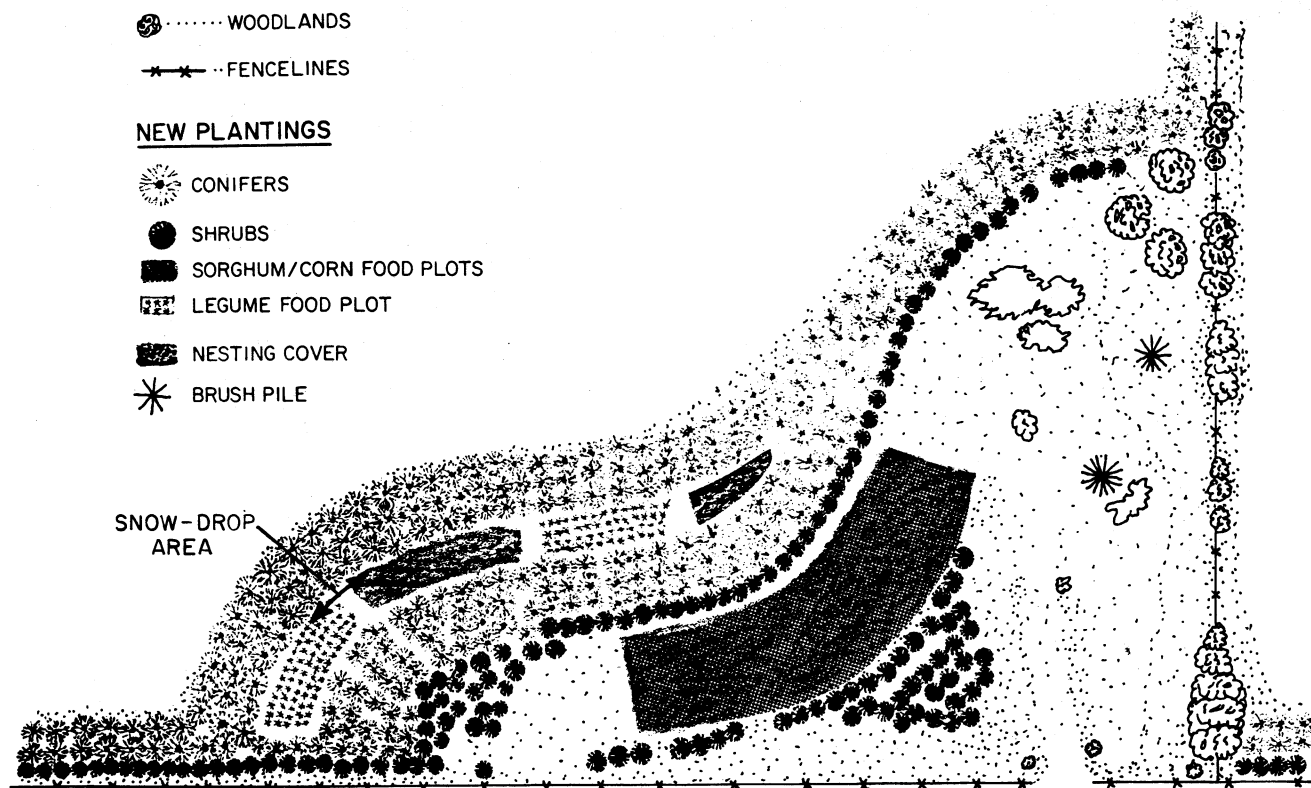 WOODLANDS
FENCELINES
NEW PLANTINGS
CONIFERS
SHRUBS
SORGHUM/CORN FOOD PLOTS
LEGUME FOOD PLOT
NESTING COVER
BRUSH PILE
SNOW-DROP
AREA